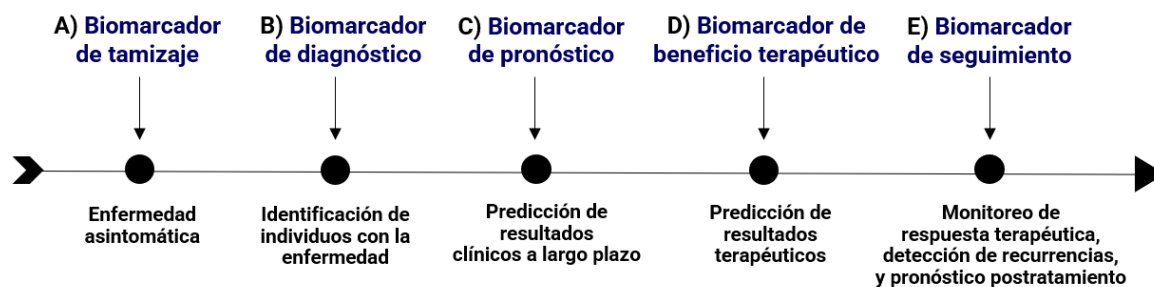 A) Biomarcador
de tamizaje
B) Biomarcador
de diagnóstico
C) Biomarcador
de pronóstico
D) Biomarcador de
beneficio terapéutico
E) Biomarcador
de seguimiento
Enfermedad
asintomática
Identificación de
individuos con la
enfermedad
Predicción de
resultados
clínicos a largo plazo
Predicción de
resultados
terapéuticos
Monitoreo de
respuesta terapéutica,
detección de recurrencias,
y pronóstico postratamiento